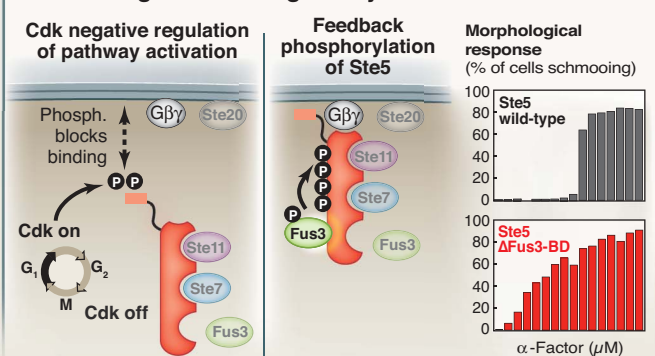 Cdk negative regulation
of pathway activation
Phosph.
blocks
binding
Gβγ
Ste20
P P
Cdk on
G1
G2
M
Cdk off
Ste11
Ste7
Fus3
Feedback
phosphorylation
of Ste5
Gβγ
Ste20
P
P
P
P
P
Ste11
Ste7
Fus3
Fus3
Morphological
response
(% of cells schmooing)
100
80
60
40
20
0
Ste5
wild-type
100
80
60
40
20
0
Ste5
ΔFus3-BD
α-Factor (μM)